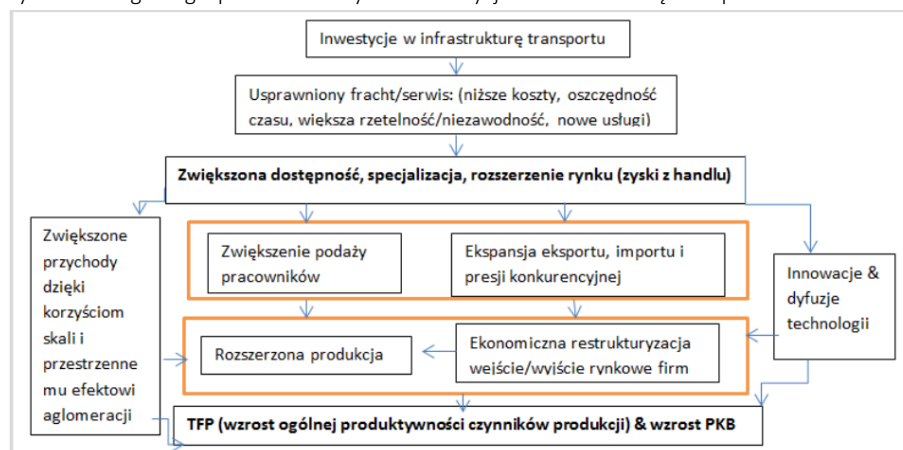 Inwestycje w infrastrukturę transportu
Usprawniony fracht/serwis: (niższe koszty, oszczędność
czasu, większa rzetelność/niezawodność, nowe usługi)
Zwiększona dostępność, specjalizacja, rozszerzenie rynku (zyski z handlu)
Zwiększone
przychody
dzięki
korzyściom
skali i
przestrzenne
mu efektowi
aglomeracji
Zwiększenie podaży
pracowników
Ekspansja eksportu, importu i
presji konkurencyjnej
Innowacje &
dyfuzje
technologii
Rozszerzona produkcja
Ekonomiczna restrukturyzacja
wejście/wyjście rynkowe firm
TFP (wzrost ogólnej produktywności czynników produkcji) & wzrost PKB